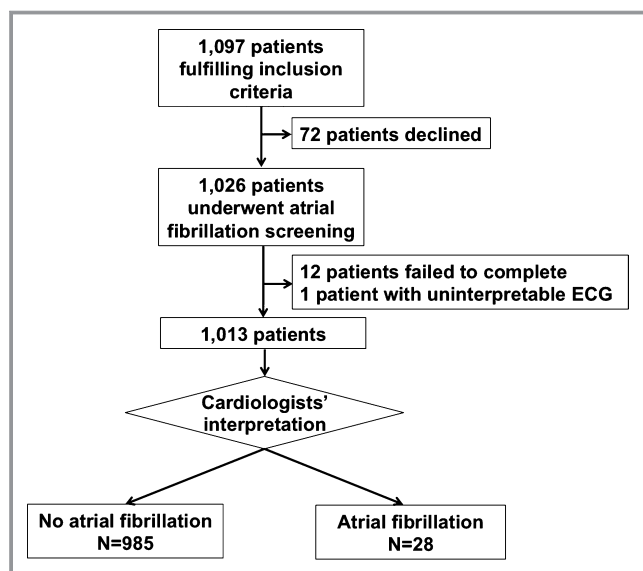 1,097 patients
fulfilling inclusion
criteria
72 patients declined
1,026 patients
underwent atrial
fibrillation screening
12 patients failed to complete
1 patient with uninterpretable ECG
1,013 patients
Cardiologists'
interpretation
No atrial fibrillation
N=985
Atrial fibrillation
N=28